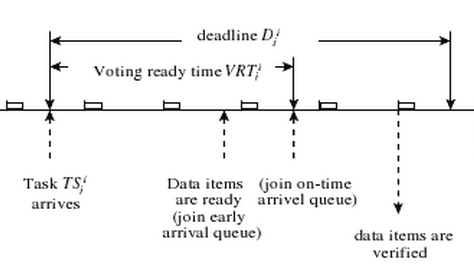 deadline D_j^i
Voting ready time VRT_j^i
Task TS_j^i
arrives
Data items
are ready
(join early
arrival queue)
(join on-time
arrivel queue)
data items are
verified